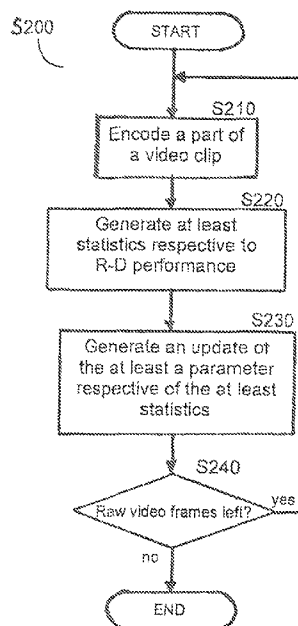 S200
START
S210
Encode a part of
a video clip
S220
Generate at least
statistics respective to
R-D performance
S230
Generate an update of
the at least a parameter
respective of the at least
statistics
S240
Raw video frames left?
yes
no
END